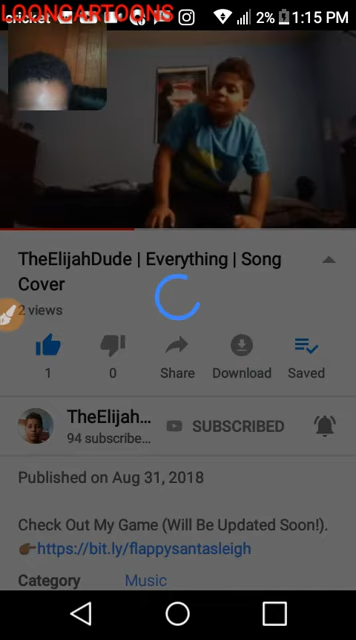 LOONGARTOONS
cricket 2% 1:15 PM
TheElijahDude | Everything | Song
Cover
2 views
1 0 Share Download Saved
TheElijah... SUBSCRIBED
94 subscribe...
Published on Aug 31, 2018
Check Out My Game (Will Be Updated Soon!).
👉🏾https://bit.ly/flappysantasleigh
Category Music